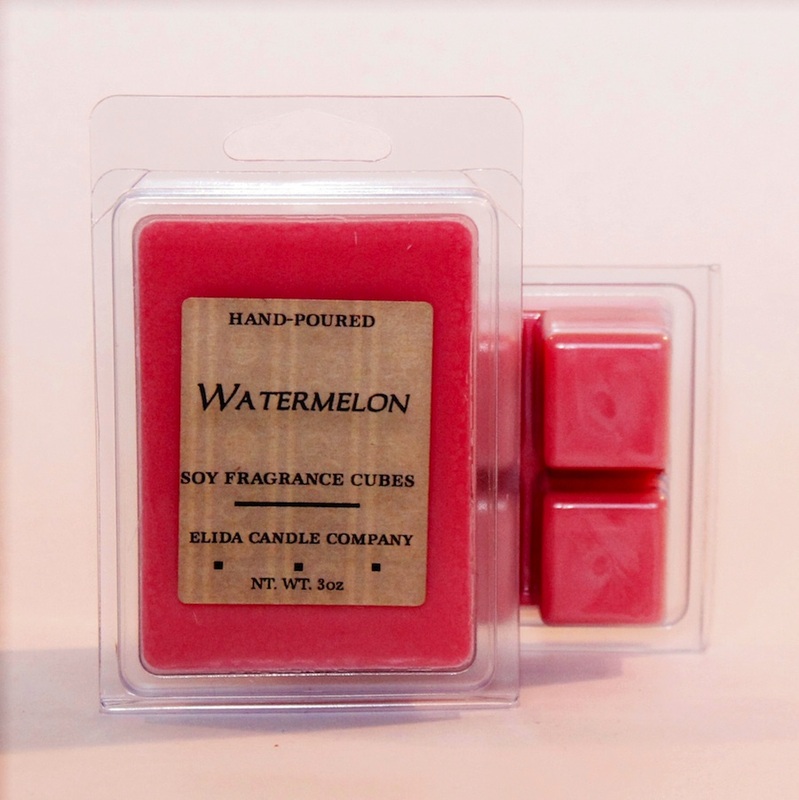 HAND-POURED
WATERMELON
SOY FRAGRANCE CUBES
ELIDA CANDLE COMPANY
NT. WT. 3oz